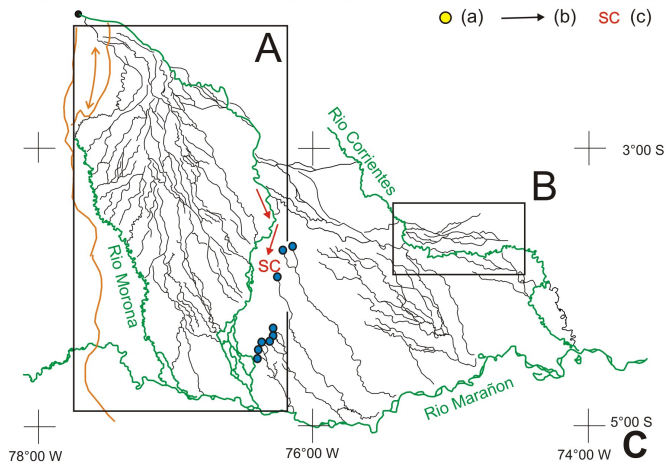 (a) (b) SC (c)
A
Rio Corrientes
3°00 S
B
SC
Rio Morona
Rio Marañon
5°00 S
C
78°00 W 76°00 W 74°00 W